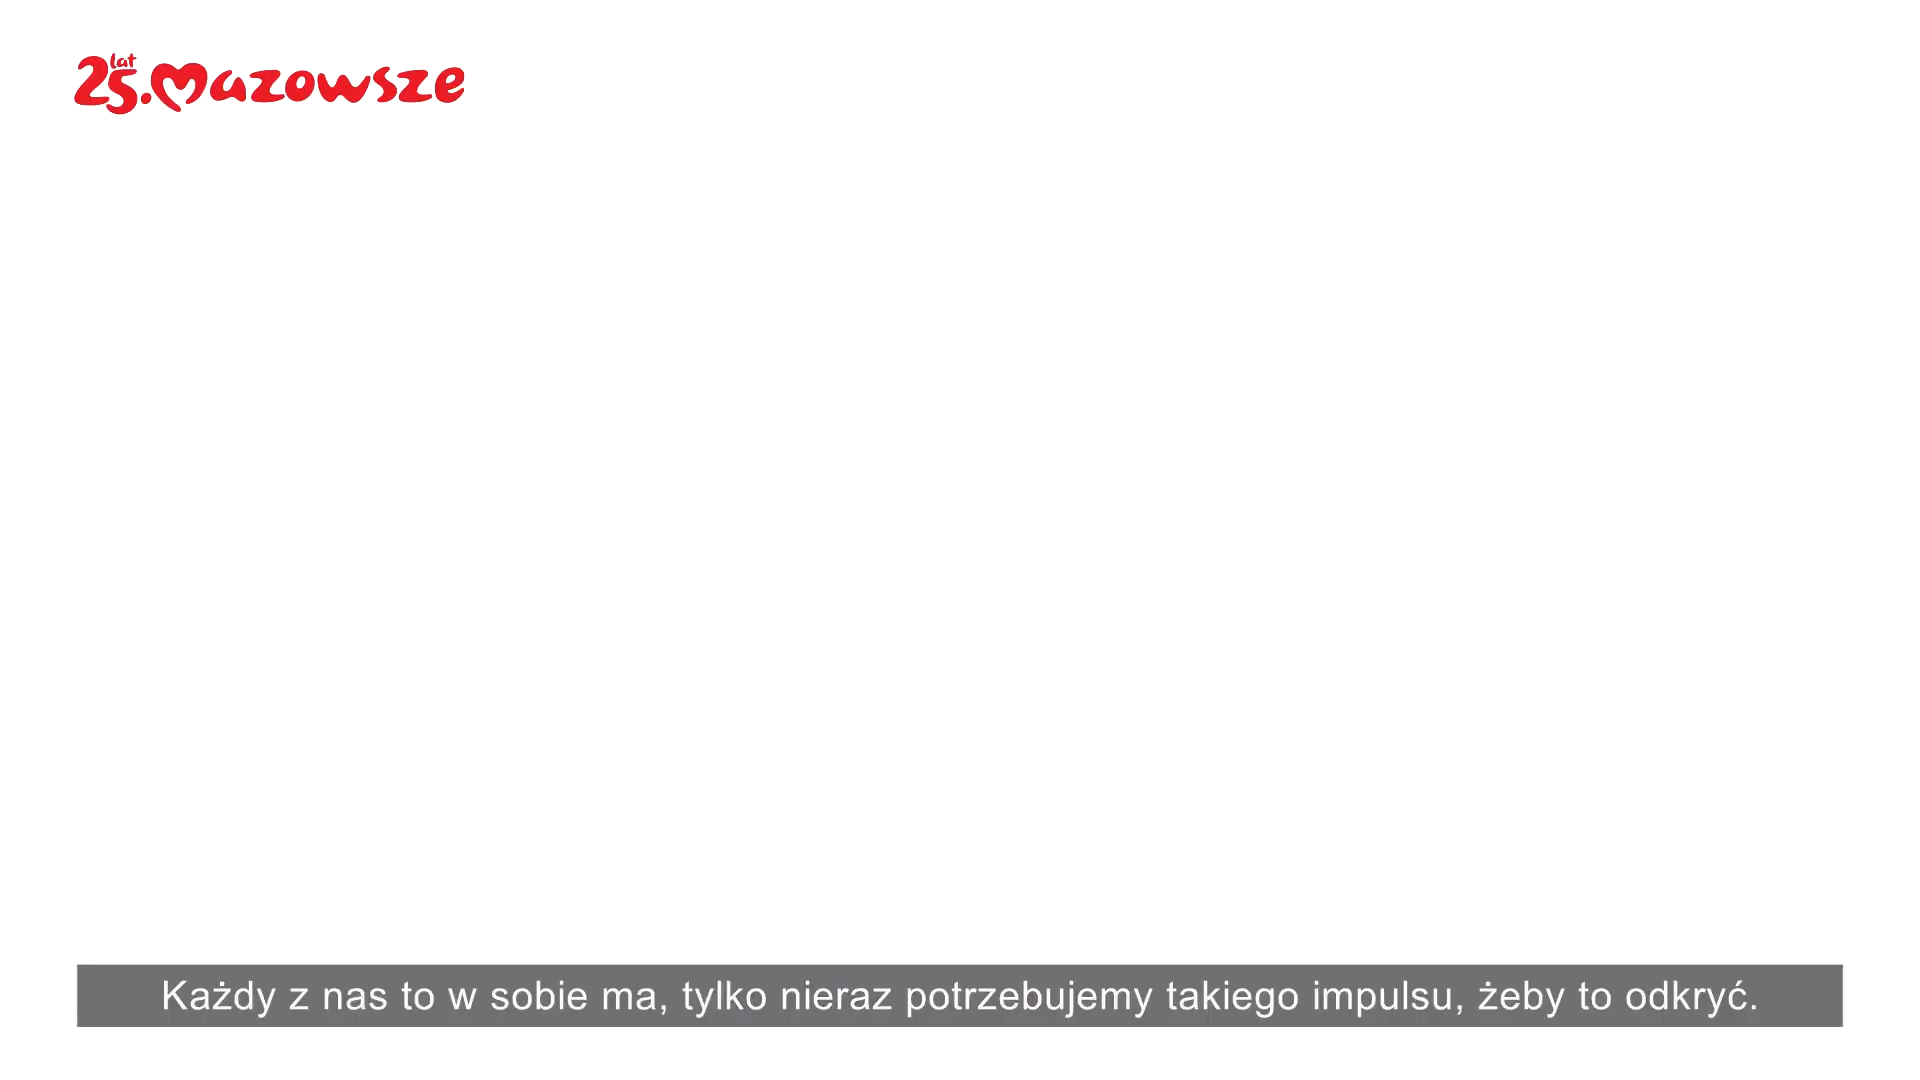 25 lat. Mazowsze
Każdy z nas to w sobie ma, tylko nieraz potrzebujemy takiego impulsu, żeby to odkryć.